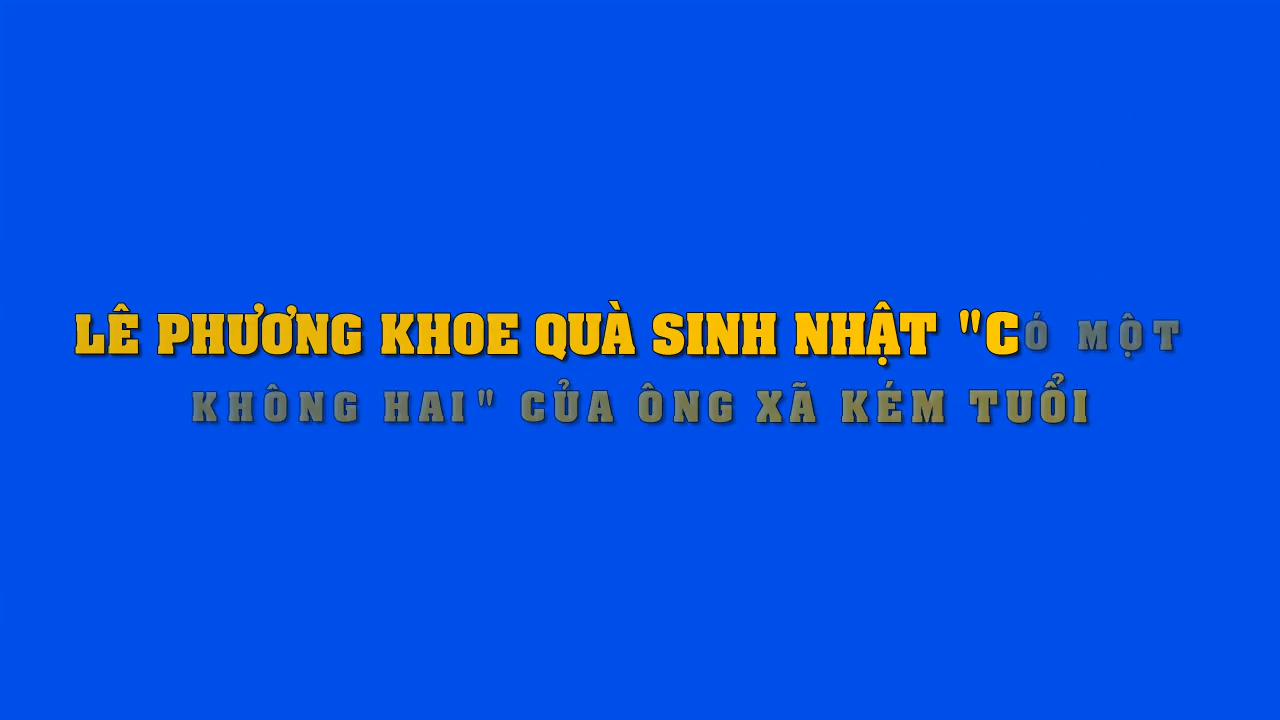 LÊ PHƯƠNG KHOE QUÀ SINH NHẬT "CÓ MỘT
KHÔNG HAI" CỦA ÔNG XÃ KÉM TUỔI